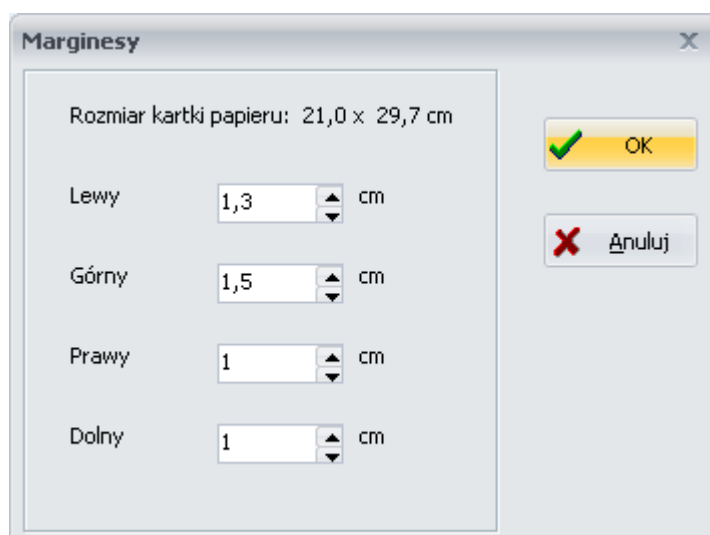 Marginesy
Rozmiar kartki papieru: 21,0 x 29,7 cm
OK
Lewy 1,3 cm
Anuluj
Górny 1,5 cm
Prawy 1 cm
Dolny 1 cm